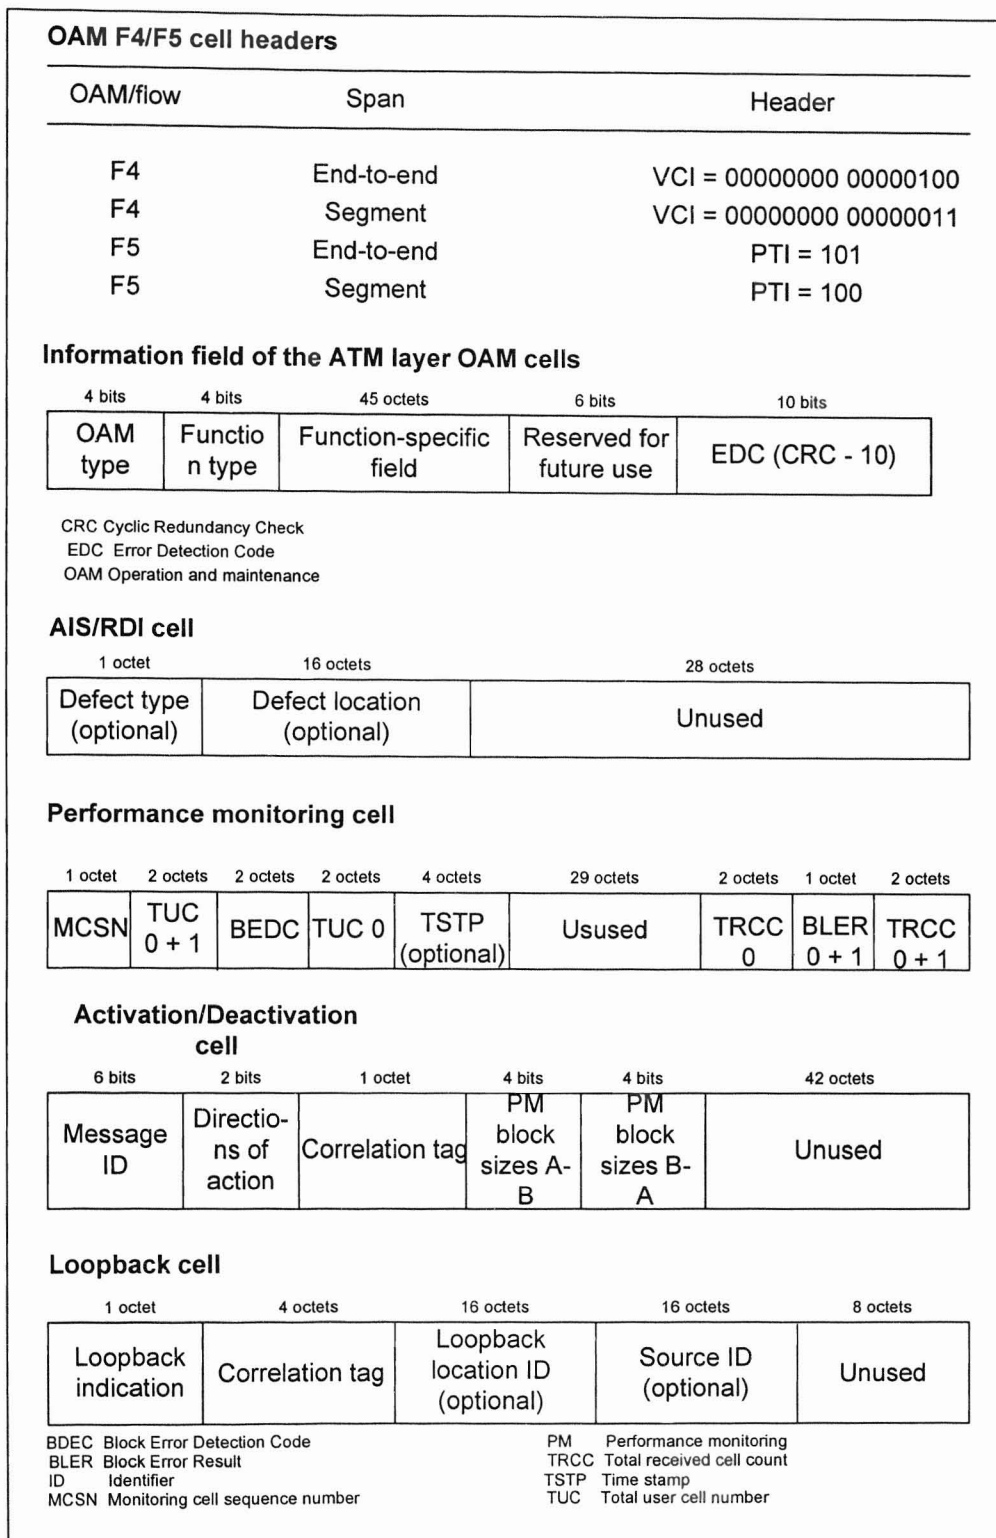 OAM F4/F5 cell headers
OAM/flow Span Header
F4 End-to-end VCI = 00000000 00000100
F4 Segment VCI = 00000000 00000011
F5 End-to-end PTI = 101
F5 Segment PTI = 100
Information field of the ATM layer OAM cells
4 bits 4 bits 45 octets 6 bits 10 bits
OAM type
Functio n type
Function-specific field
Reserved for future use
EDC (CRC - 10)
CRC Cyclic Redundancy Check
EDC Error Detection Code
OAM Operation and maintenance
AIS/RDI cell
1 octet 16 octets 28 octets
Defect type (optional)
Defect location (optional)
Unused
Performance monitoring cell
1 octet 2 octets 2 octets 2 octets 4 octets 29 octets 2 octets 1 octet 2 octets
MCSN
TUC 0 + 1
BEDC
TUC 0
TSTP (optional)
Usused
TRCC 0
BLER 0 + 1
TRCC 0 + 1
Activation/Deactivation
cell
6 bits 2 bits 1 octet 4 bits 4 bits 42 octets
Message ID
Directio- ns of action
Correlation tag
PM block sizes A- B
PM block sizes B- A
Unused
Loopback cell
1 octet 4 octets 16 octets 16 octets 8 octets
Loopback indication
Correlation tag
Loopback location ID (optional)
Source ID (optional)
Unused
BDEC Block Error Detection Code
BLER Block Error Result
ID Identifier
MCSN Monitoring cell sequence number
PM Performance monitoring
TRCC Total received cell count
TSTP Time stamp
TUC Total user cell number